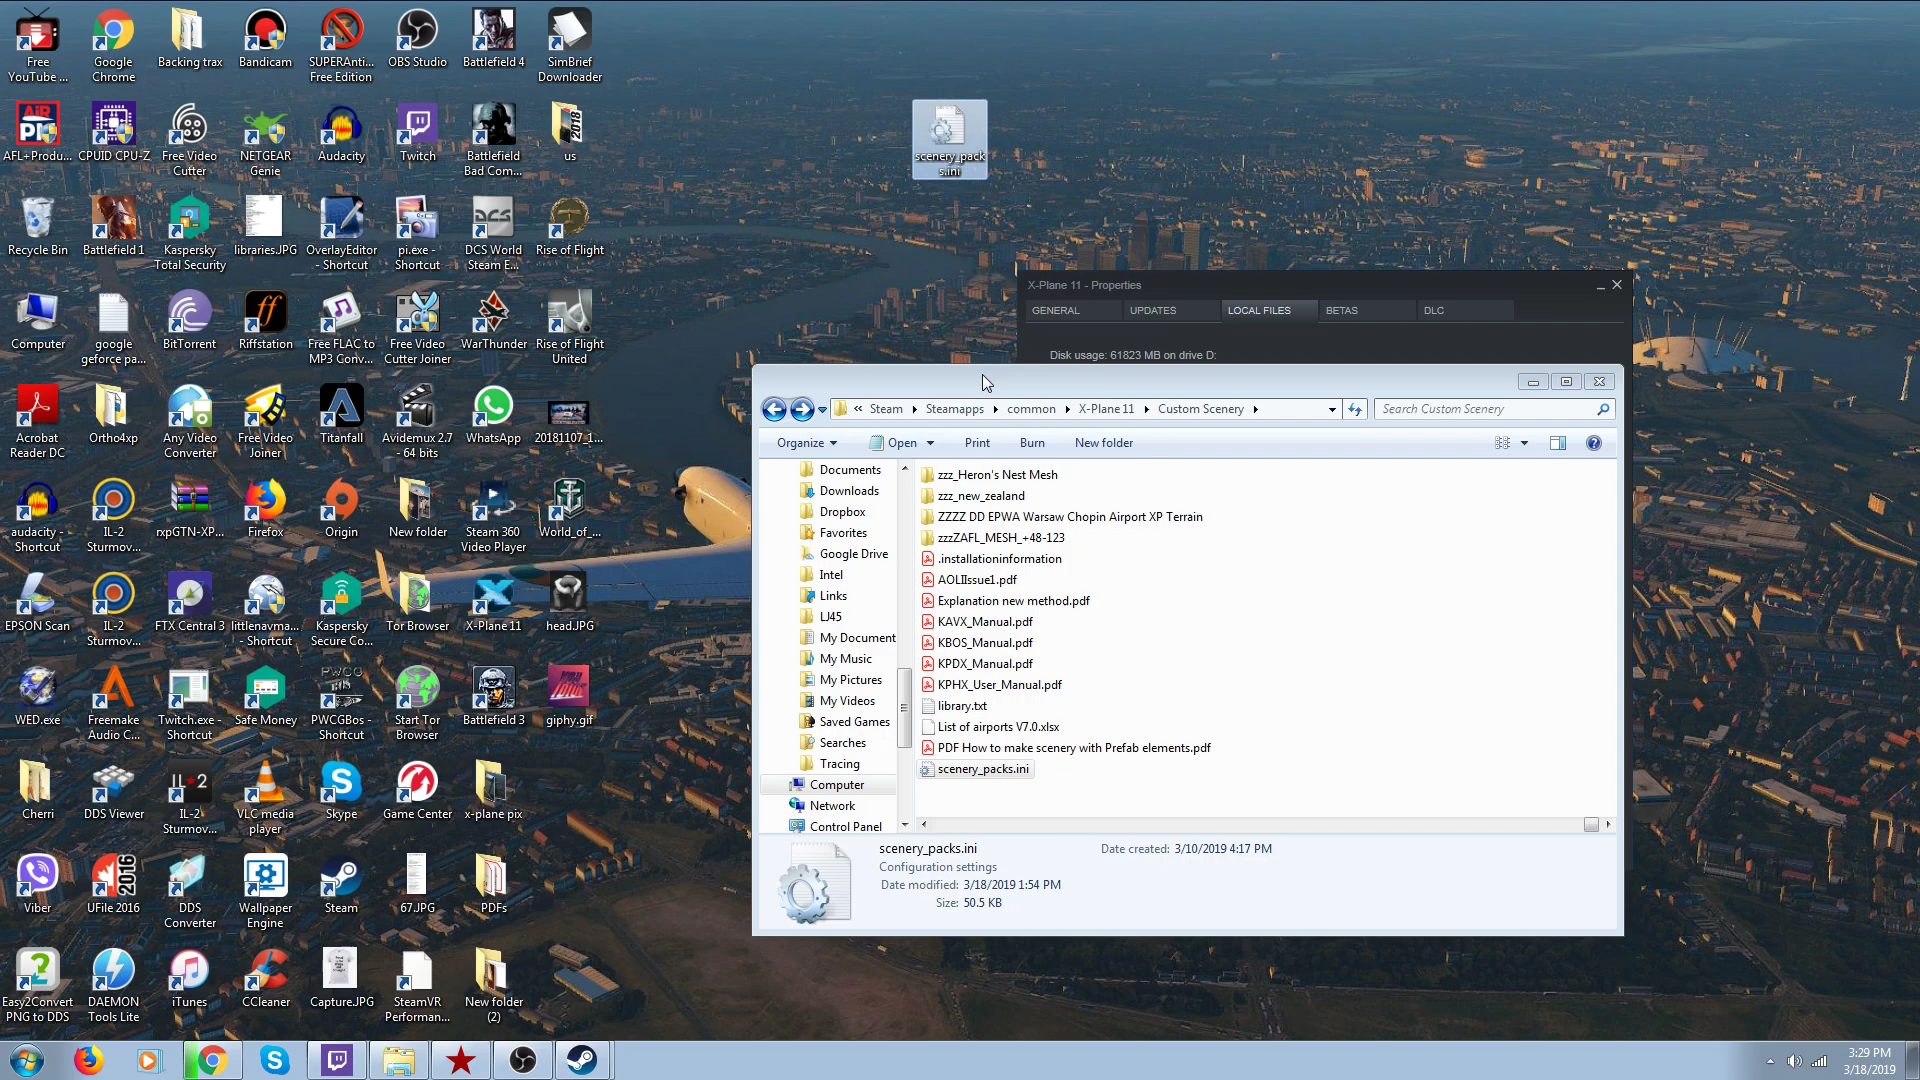 Free
YouTube ...
Google
Chrome
Backing trax
Bandicam
SUPERAnti...
Free Edition
OBS Studio
Battlefield 4
SimBrief
Downloader
AFL+Produ...
CPUID CPU-Z
Free Video
Cutter
NETGEAR
Genie
Audacity
Twitch
Battlefield
Bad Com...
us
Recycle Bin
Battlefield 1
Kaspersky
Total Security
libraries.JPG
OverlayEditor
- Shortcut
pi.exe -
Shortcut
DCS World
Steam E...
Rise of Flight
Computer
google
geforce pa...
BitTorrent
Riffstation
Free FLAC to
MP3 Conv...
Free Video
Cutter Joiner
WarThunder
Rise of Flight
United
Acrobat
Reader DC
Ortho4xp
Any Video
Converter
Free Video
Joiner
Titanfall
Avidemux 2.7
- 64 bits
WhatsApp
20181107_1...
audacity -
Shortcut
IL-2
Sturmov...
rxpGTN-XP...
Firefox
Origin
New folder
Steam 360
Video Player
World_of_...
EPSON Scan
IL-2
Sturmov...
FTX Central 3
littlenavma...
- Shortcut
Kaspersky
Secure Co...
Tor Browser
X-Plane 11
head.JPG
WED.exe
Freemake
Audio C...
Twitch.exe -
Shortcut
Safe Money
PWCGBos -
Shortcut
Start Tor
Browser
Battlefield 3
giphy.gif
Cherri
DDS Viewer
IL-2
Sturmov...
VLC media
player
Skype
Game Center
x-plane pix
Viber
UFile 2016
DDS
Converter
Wallpaper
Engine
Steam
67.JPG
PDFs
Easy2Convert
PNG to DDS
DAEMON
Tools Lite
iTunes
CCleaner
Capture.JPG
SteamVR
Performan...
New folder
(2)
scenery_pack
s.ini
X-Plane 11 - Properties
GENERAL
UPDATES
LOCAL FILES
BETAS
DLC
Disk usage: 61823 MB on drive D:
« Steam Steamapps common X-Plane 11 Custom Scenery
Search Custom Scenery
Organize
Open
Print
Burn
New folder
Documents
Downloads
Dropbox
Favorites
Google Drive
Intel
Links
LJ45
My Document
My Music
My Pictures
My Videos
Saved Games
Searches
Tracing
Computer
Network
Control Panel
zzz_Heron's Nest Mesh
zzz_new_zealand
ZZZZ DD EPWA Warsaw Chopin Airport XP Terrain
zzzZAFL_MESH_+48-123
.installationinformation
AOLIIssue1.pdf
Explanation new method.pdf
KAVX_Manual.pdf
KBOS_Manual.pdf
KPDX_Manual.pdf
KPHX_User_Manual.pdf
library.txt
List of airports V7.0.xlsx
PDF How to make scenery with Prefab elements.pdf
scenery_packs.ini
scenery_packs.ini
Configuration settings
Date modified: 3/18/2019 1:54 PM
Size: 50.5 KB
Date created: 3/10/2019 4:17 PM
3:29 PM
3/18/2019